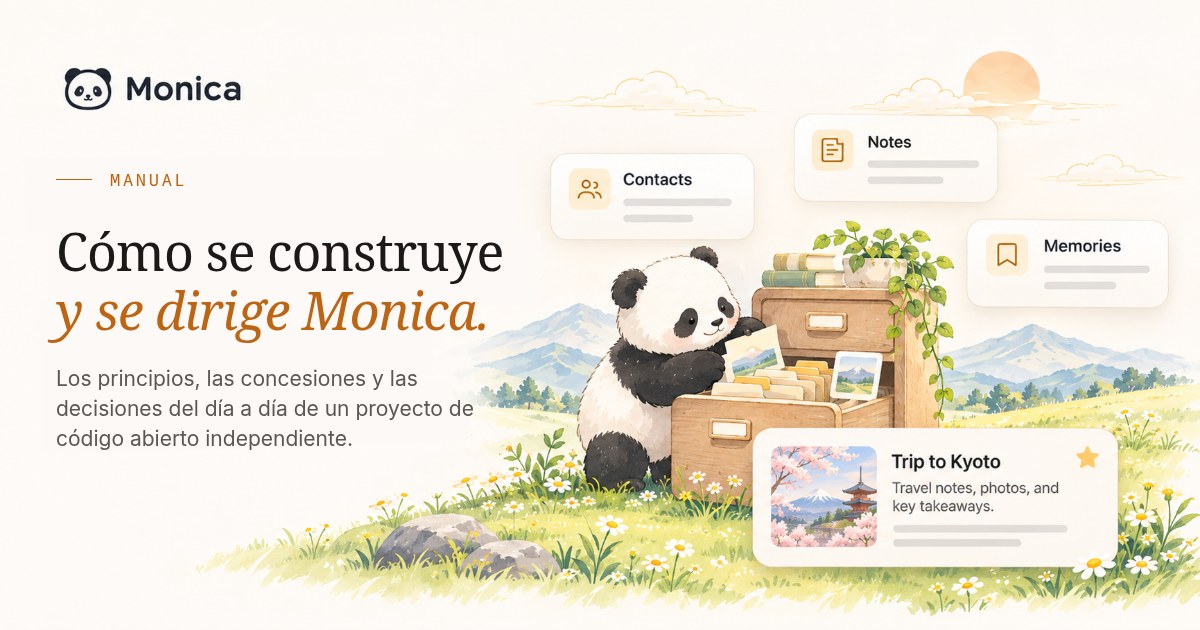 Monica
MANUAL
Cómo se construye
y se dirige Monica.
Los principios, las concesiones y las
decisiones del día a día de un proyecto de
código abierto independiente.
Contacts
Notes
Memories
Trip to Kyoto
Travel notes, photos, and
key takeaways.